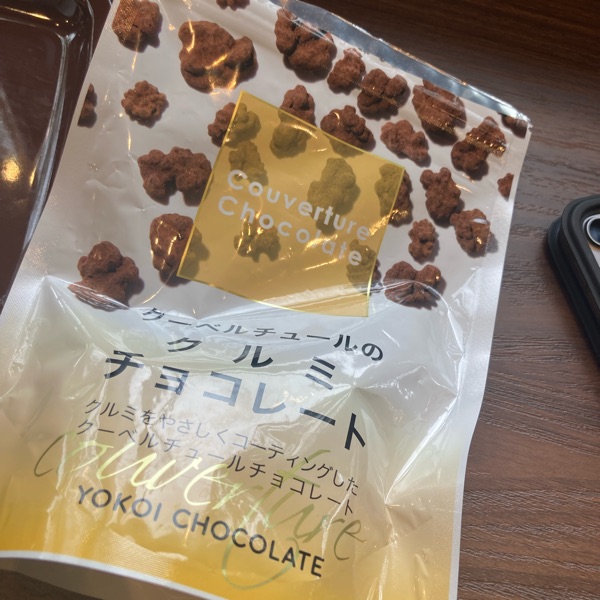 Couverture
Chocolate
クーベルチュールの
クルミ
チョコレート
クルミをやさしくコーティングした
クーベルチュールチョコレート
couverture
YOKOI CHOCOLATE